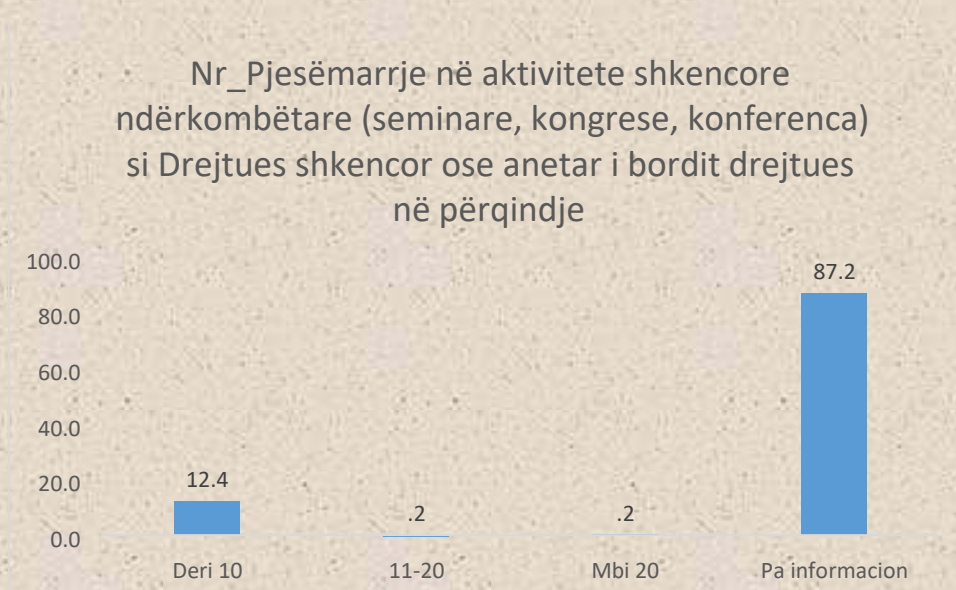 Nr_Pjesëmarrje në aktivitete shkencore
ndërkombëtare (seminare, kongrese, konferenca)
si Drejtues shkencor ose anetar i bordit drejtues
në përqindje
100.0
80.0
60.0
40.0
20.0
0.0
12.4
.2
.2
87.2
Deri 10
11-20
Mbi 20
Pa informacion